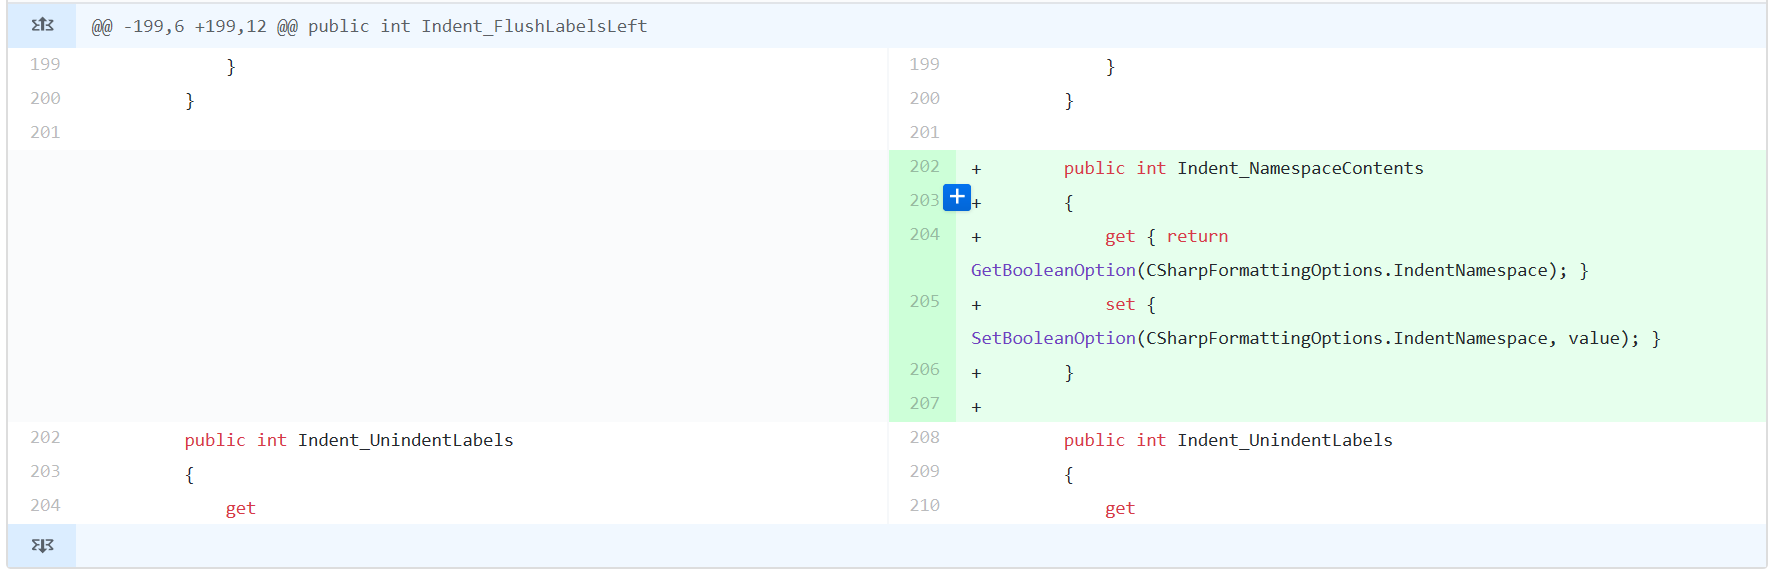 @@ -199,6 +199,12 @@ public int Indent_FlushLabelsLeft
199 } 199 }
200 } 200 }
201 201
202 + public int Indent_NamespaceContents
203 + {
204 + get { return
GetBooleanOption(CSharpFormattingOptions.IndentNamespace); }
205 + set {
SetBooleanOption(CSharpFormattingOptions.IndentNamespace, value); }
206 + }
207 +
202 public int Indent_UnindentLabels 208 public int Indent_UnindentLabels
203 { 209 {
204 get 210 get